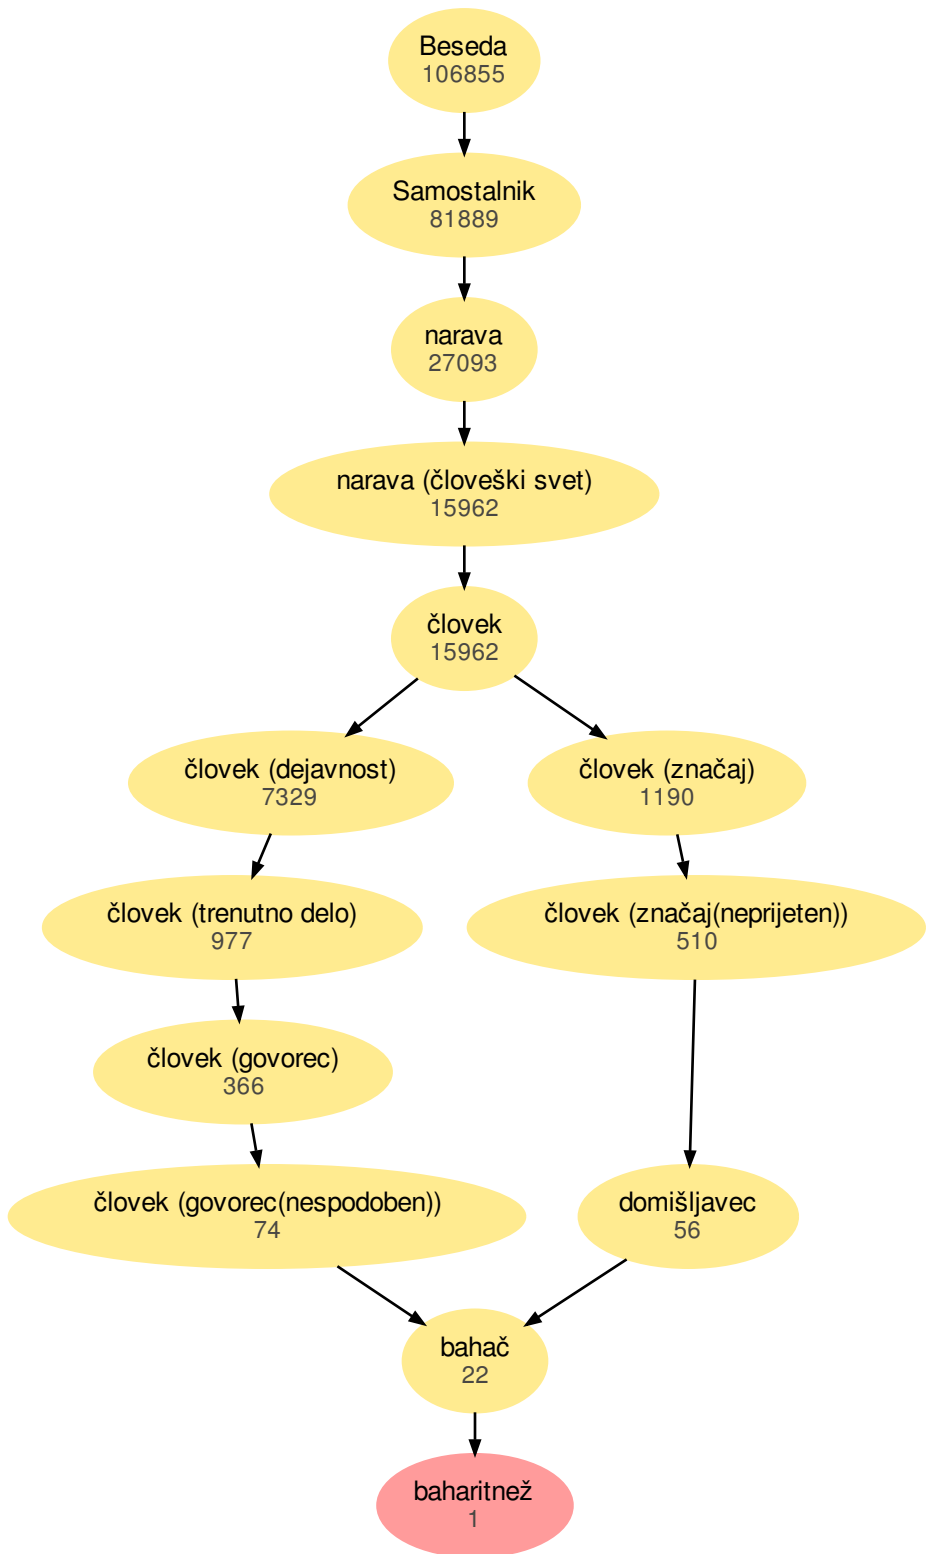 Beseda
106855
Samostalnik
81889
narava
27093
narava (človeški svet)
15962
človek
15962
človek (dejavnost)
7329
človek (značaj)
1190
človek (trenutno delo)
977
človek (značaj(neprijeten))
510
človek (govorec)
366
človek (govorec(nespodoben))
74
domišljavec
56
bahač
22
baharitnež
1